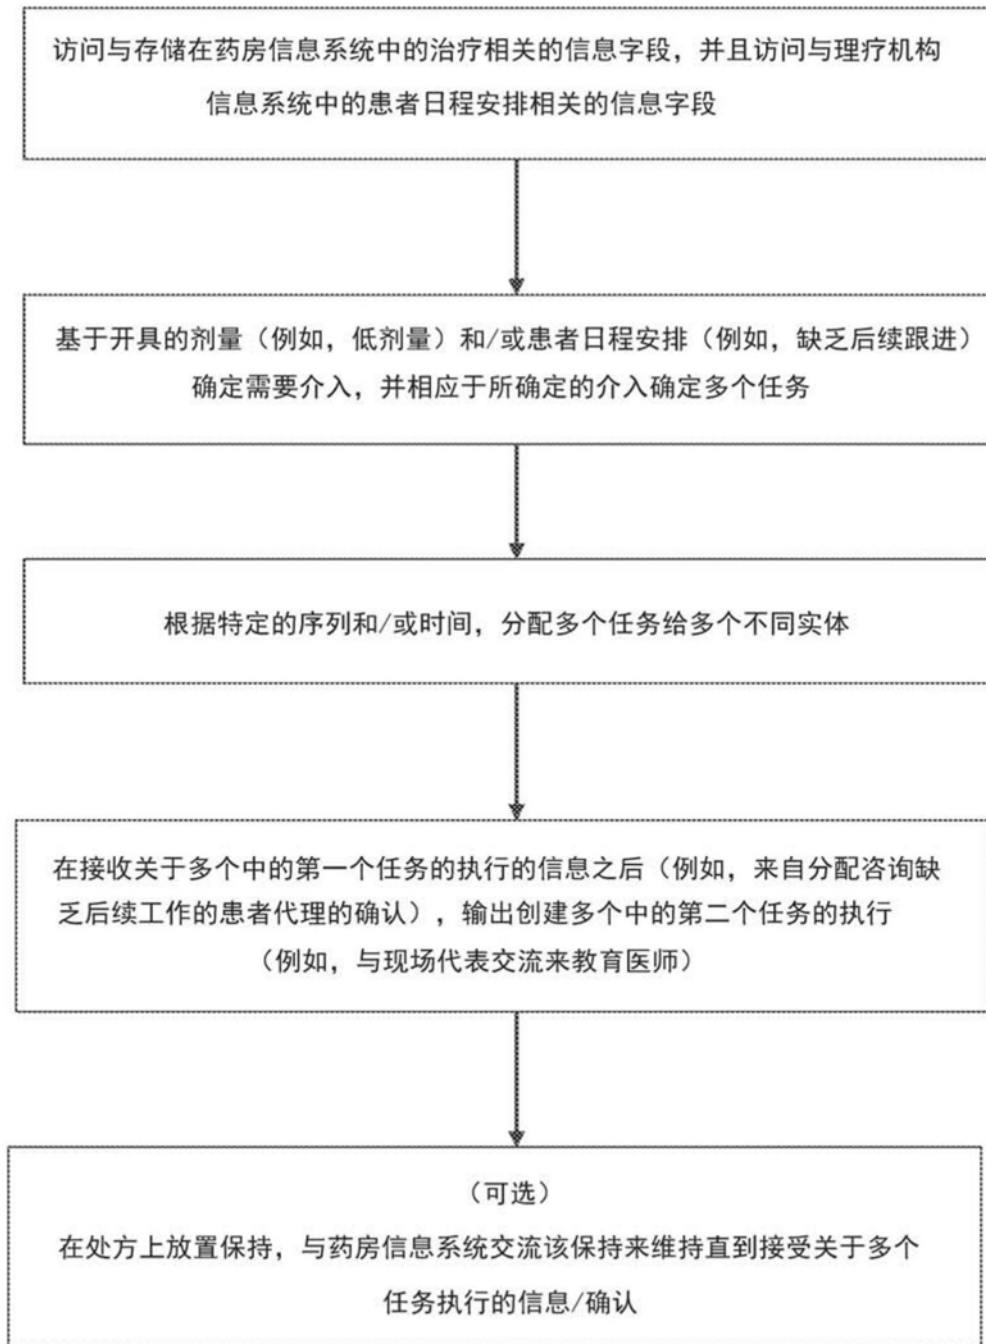 访问与存储在药房信息系统中的治疗相关的信息字段，并且访问与理疗机构
信息系统中的患者日程安排相关的信息字段
基于开具的剂量（例如，低剂量）和/或患者日程安排（例如，缺乏后续跟进）
确定需要介入，并相应于所确定的介入确定多个任务
根据特定的序列和/或时间，分配多个任务给多个不同实体
在接收关于多个中的第一个任务的执行的信息之后（例如，来自分配咨询缺
乏后续工作的患者代理的确认），输出创建多个中的第二个任务的执行
（例如，与现场代表交流来教育医师）
（可选）
在处方上放置保持，与药房信息系统交流该保持来维持直到接受关于多个
任务执行的信息/确认